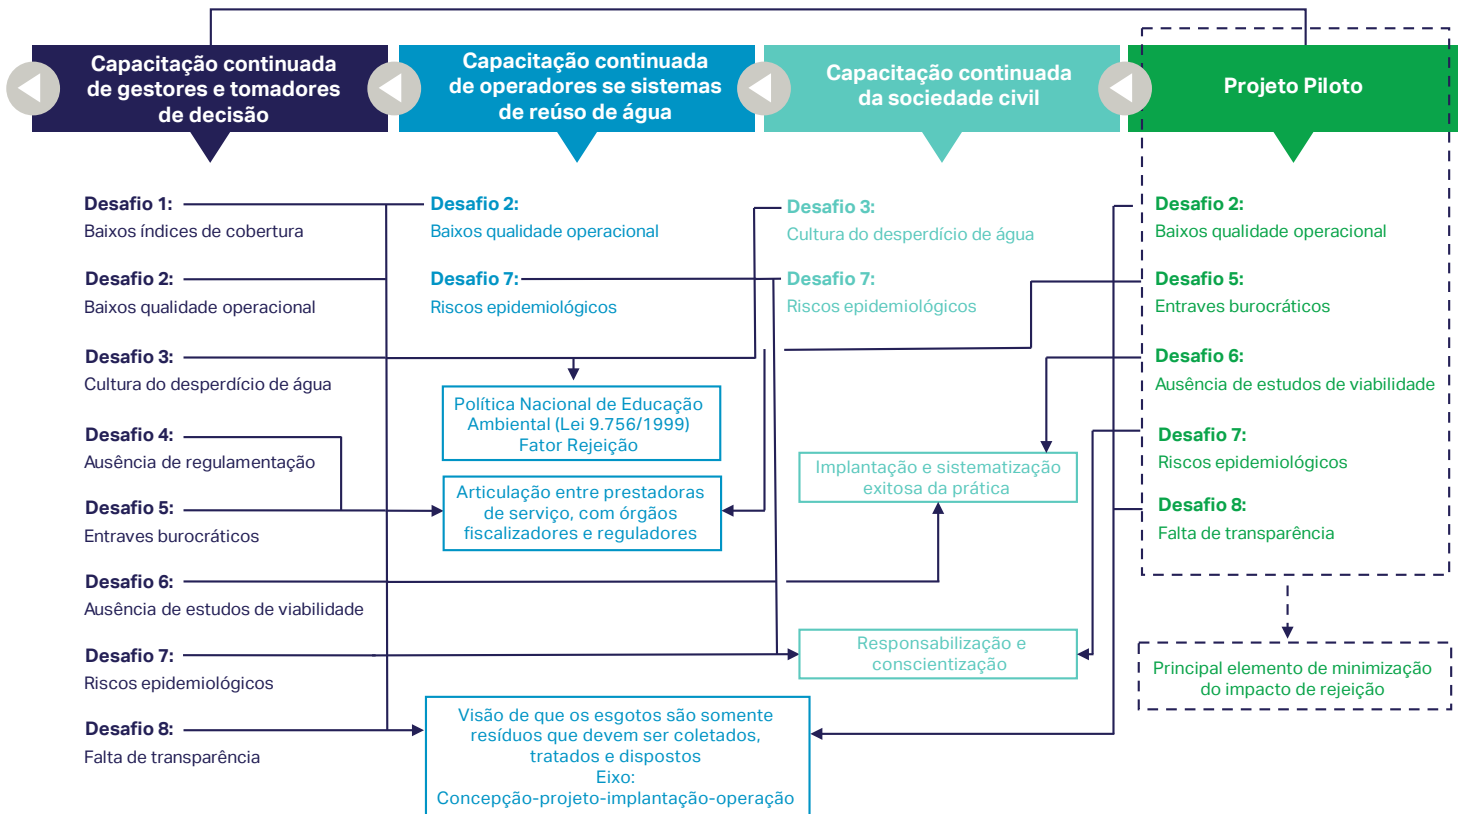 Capacitação continuada
de gestores e tomadores
de decisão
Capacitação continuada
de operadores se sistemas
de reúso de água
Capacitação continuada
da sociedade civil
Projeto Piloto
Desafio 1:
Baixos índices de cobertura
Desafio 2:
Baixos qualidade operacional
Desafio 3:
Cultura do desperdício de água
Desafio 4:
Ausência de regulamentação
Desafio 5:
Entraves burocráticos
Desafio 6:
Ausência de estudos de viabilidade
Desafio 7:
Riscos epidemiológicos
Desafio 8:
Falta de transparência
Desafio 2:
Baixos qualidade operacional
Desafio 7:
Riscos epidemiológicos
Política Nacional de Educação
Ambiental (Lei 9.756/1999)
Fator Rejeição
Articulação entre prestadoras
de serviço, com órgãos
fiscalizadores e reguladores
Visão de que os esgotos são somente
resíduos que devem ser coletados,
tratados e dispostos
Eixo:
Concepção-projeto-implantação-operação
Desafio 3:
Cultura do desperdício de água
Desafio 7:
Riscos epidemiológicos
Implantação e sistematização
exitosa da prática
Responsabilização e
conscientização
Desafio 2:
Baixos qualidade operacional
Desafio 5:
Entraves burocráticos
Desafio 6:
Ausência de estudos de viabilidade
Desafio 7:
Riscos epidemiológicos
Desafio 8:
Falta de transparência
Principal elemento de minimização
do impacto de rejeição